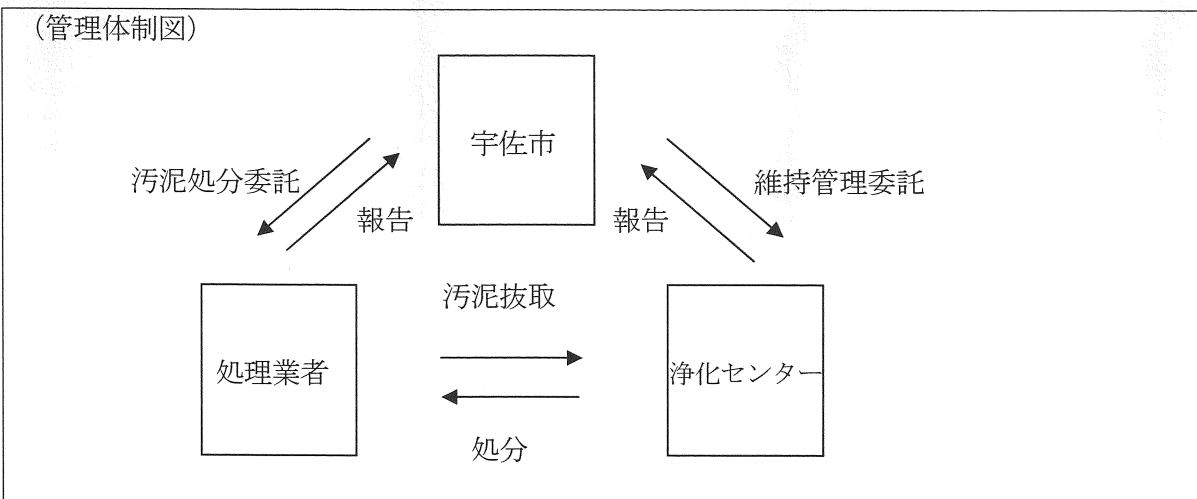 （管理体制図）
宇佐市
汚泥処分委託
維持管理委託
報告
報告
汚泥抜取
処理業者
浄化センター
処分